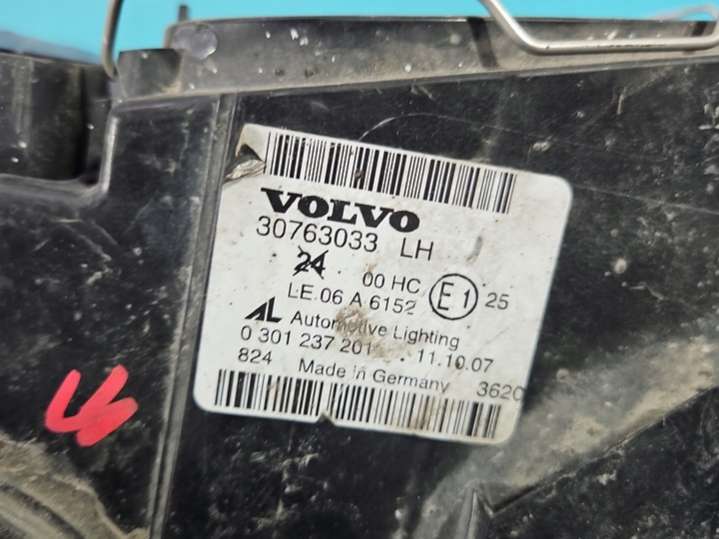 VOLVO
30763033 LH
24 00 HC
LE 06 A 6152 E1 25
AL Automotive Lighting
0 301 237 201 11.10.07
824 Made in Germany 3620